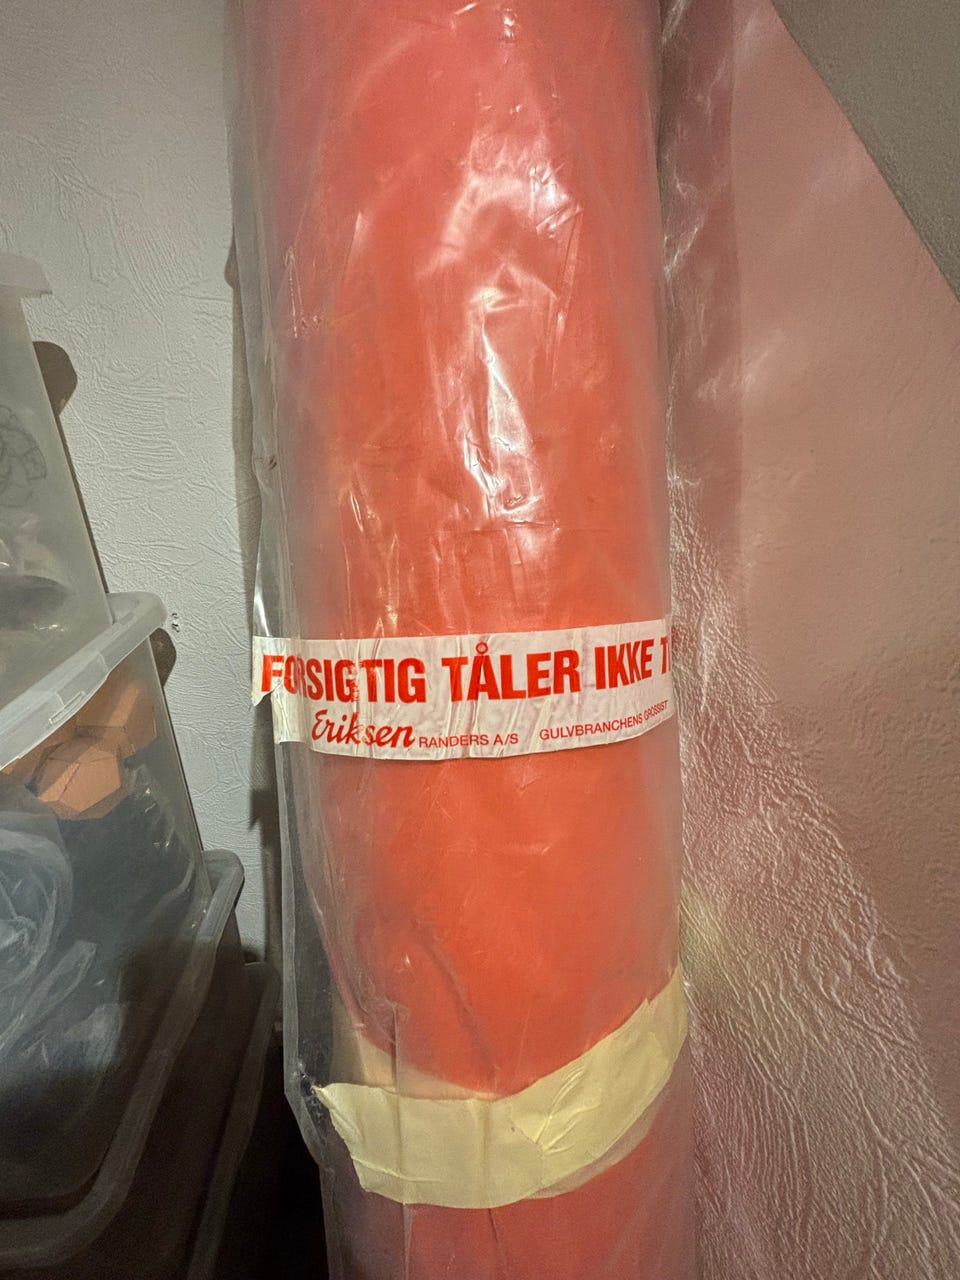 FORSIGTIG TÅLER IKKE
Eriksen RANDERS A/S GULVBRANCHENS GROSSIST